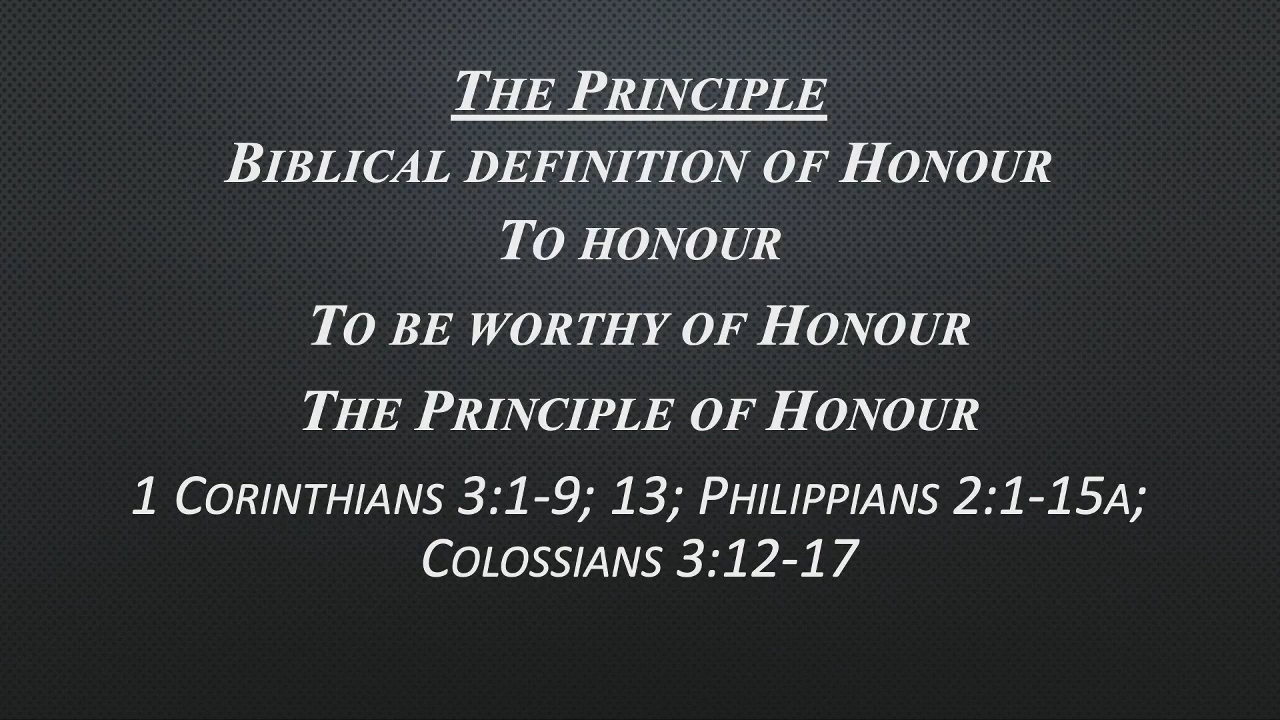 The Principle
Biblical definition of Honour
To honour
To be worthy of Honour
The Principle of Honour
1 Corinthians 3:1-9; 13; Philippians 2:1-15a;
Colossians 3:12-17